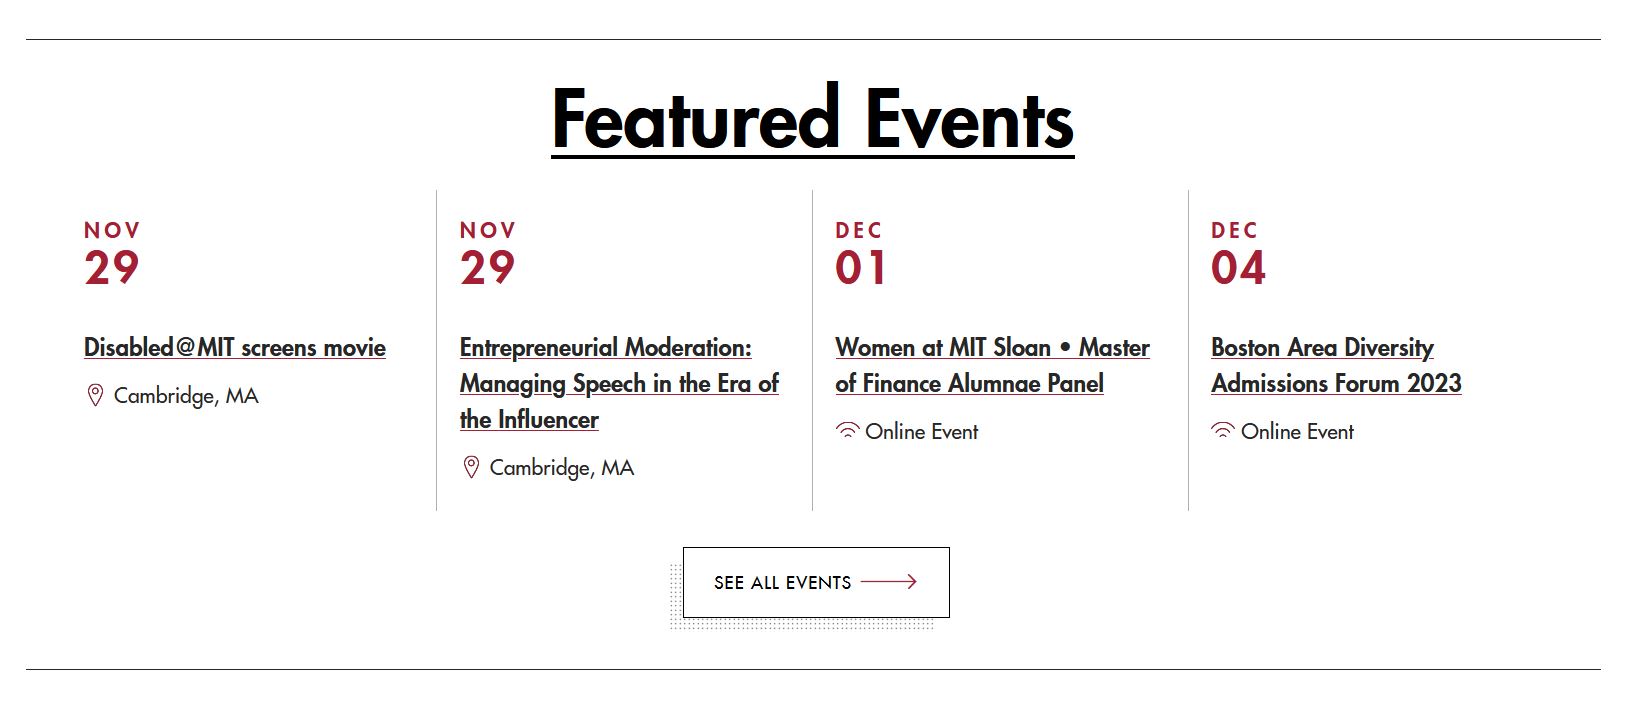 Featured Events
NOV
29
Disabled@MIT screens movie
Cambridge, MA
NOV
29
Entrepreneurial Moderation:
Managing Speech in the Era of
the Influencer
Cambridge, MA
DEC
01
Women at MIT Sloan • Master
of Finance Alumnae Panel
Online Event
DEC
04
Boston Area Diversity
Admissions Forum 2023
Online Event
SEE ALL EVENTS